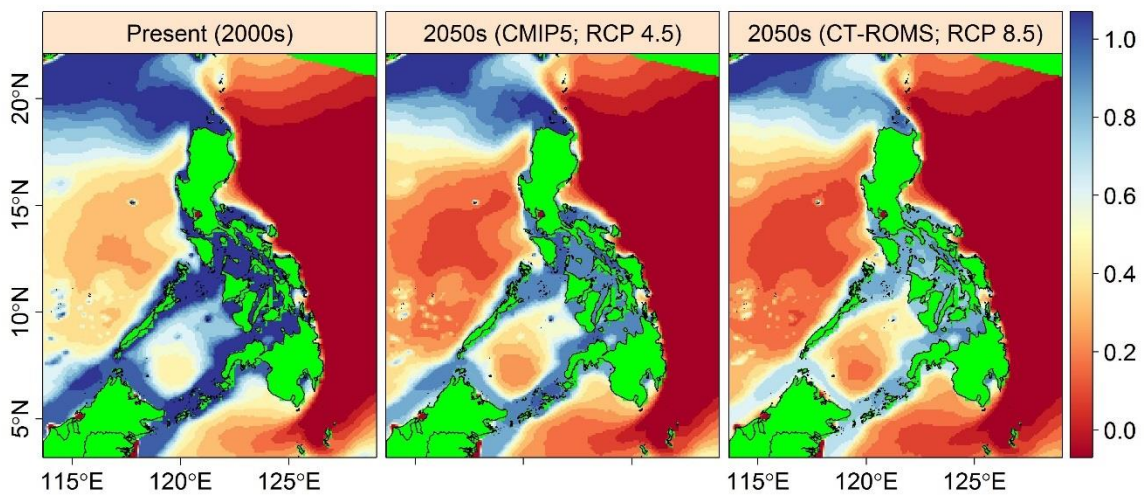 Present (2000s) 2050s (CMIP5; RCP 4.5) 2050s (CT-ROMS; RCP 8.5)
1.0
20°N
0.8
15°N
0.6
0.4
10°N
0.2
5°N
0.0
115°E 120°E 125°E 115°E 120°E 125°E